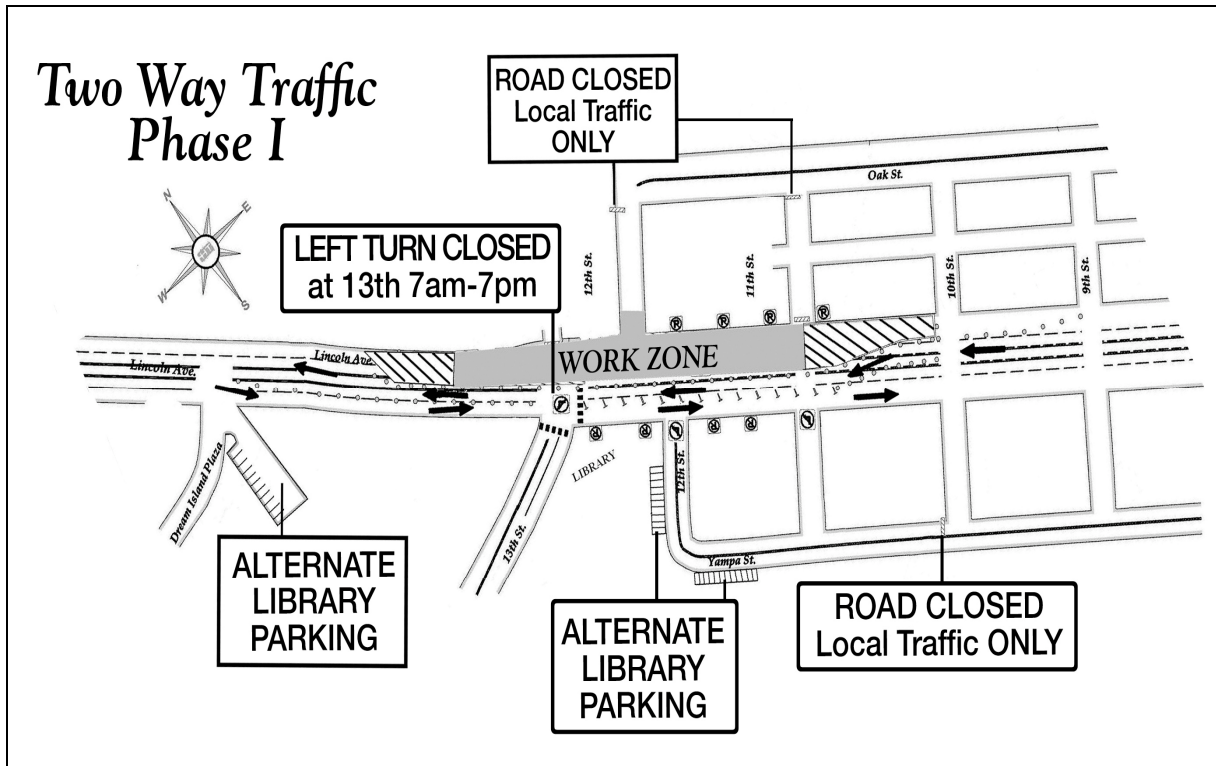 Two Way Traffic
Phase I
ROAD CLOSED
Local Traffic
ONLY
Oak St.
N
E
W
S
LEFT TURN CLOSED
at 13th 7am-7pm
12th St.
11th St.
10th St.
9th St.
Lincoln Ave.
Lincoln Ave.
WORK ZONE
LIBRARY
Dream Island Plaza
13th St.
12th St.
Yampa St.
ALTERNATE
LIBRARY
PARKING
ALTERNATE
LIBRARY
PARKING
ROAD CLOSED
Local Traffic ONLY